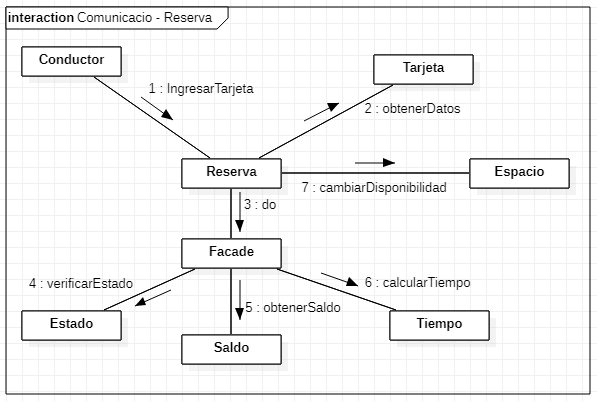 interaction Comunicacio - Reserva
Conductor
Tarjeta
1 : IngresarTarjeta
2 : obtenerDatos
Reserva
Espacio
7 : cambiarDisponibilidad
3 : do
Facade
4 : verificarEstado
6 : calcularTiempo
5 : obtenerSaldo
Estado
Tiempo
Saldo